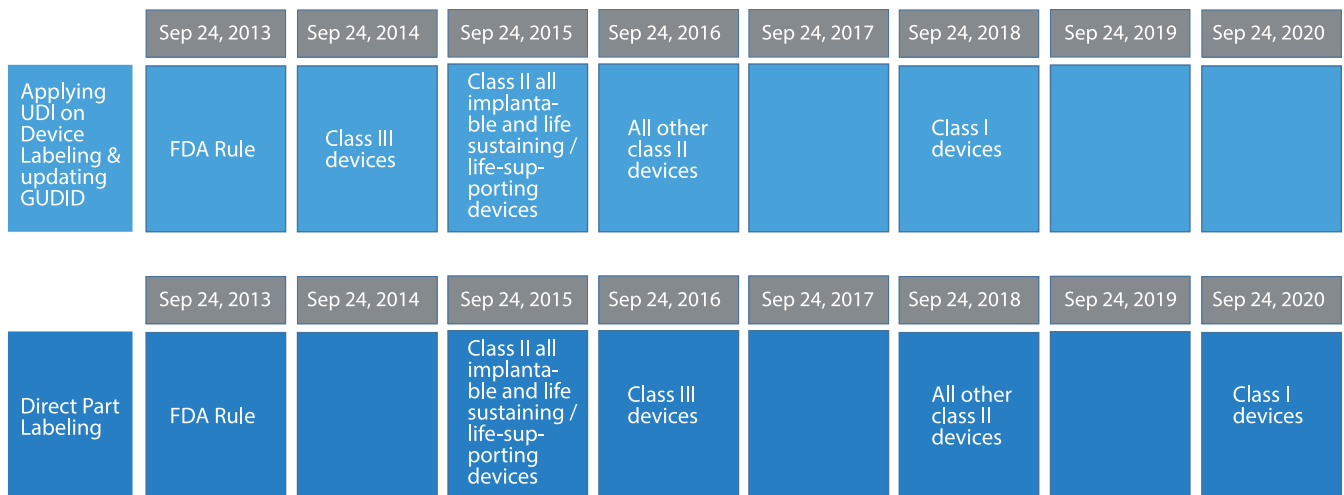 Sep 24, 2013
Sep 24, 2014
Sep 24, 2015
Sep 24, 2016
Sep 24, 2017
Sep 24, 2018
Sep 24, 2019
Sep 24, 2020
Applying
UDI on
Device
Labeling &
updating
GUDID
FDA Rule
Class III
devices
Class II all
implanta-
ble and life
sustaining /
life-sup-
porting
devices
All other
class II
devices
Class I
devices
Sep 24, 2013
Sep 24, 2014
Sep 24, 2015
Sep 24, 2016
Sep 24, 2017
Sep 24, 2018
Sep 24, 2019
Sep 24, 2020
Direct Part
Labeling
FDA Rule
Class II all
implanta-
ble and life
sustaining /
life-sup-
porting
devices
Class III
devices
All other
class II
devices
Class I
devices